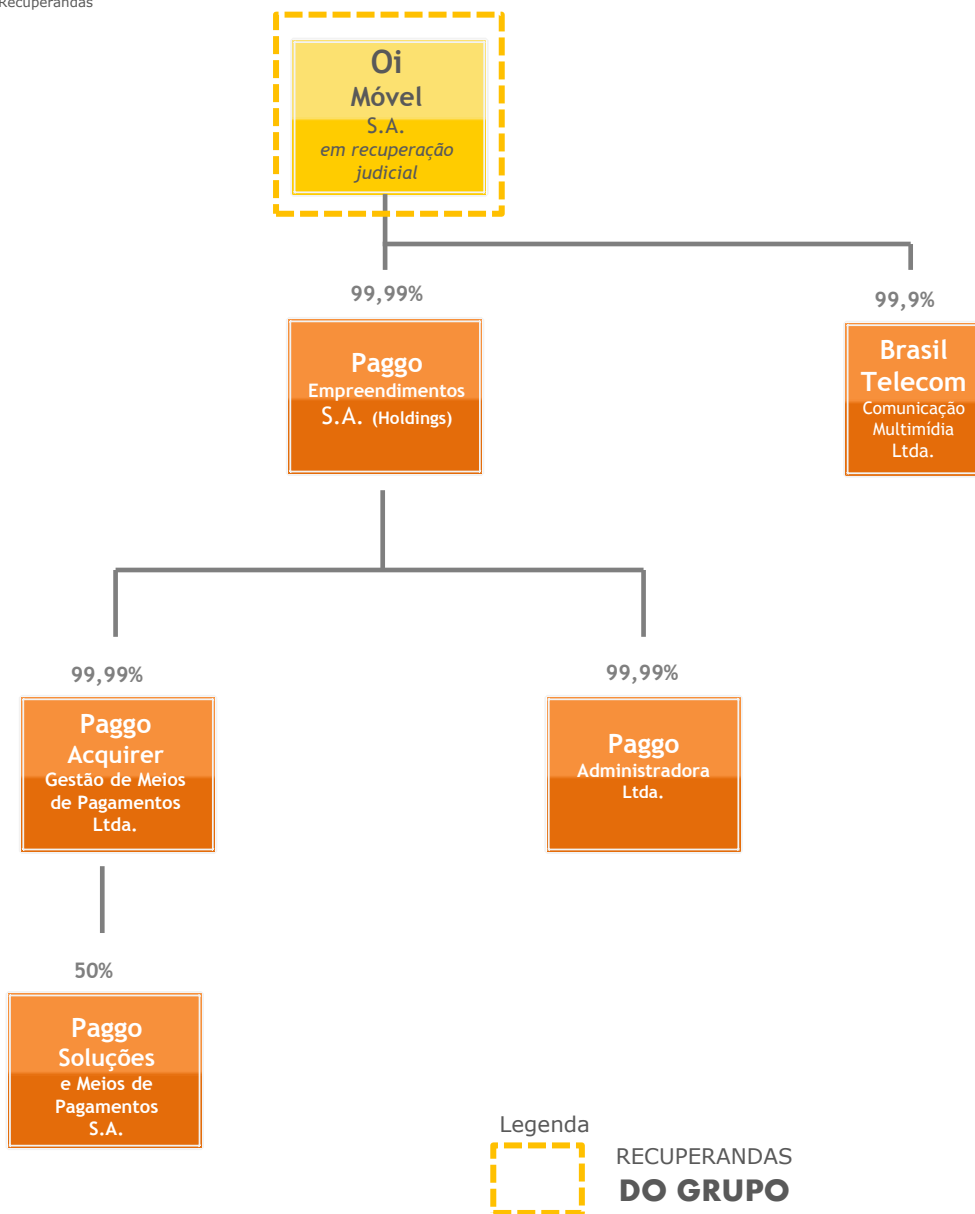 Recuperandas
Oi
Móvel
S.A.
em recuperação
judicial
99,99%
99,9%
Paggo
Empreendimentos
S.A. (Holdings)
Brasil
Telecom
Comunicação
Multimídia
Ltda.
99,99%
99,99%
Paggo
Acquirer
Gestão de Meios
de Pagamentos
Ltda.
Paggo
Administradora
Ltda.
50%
Paggo
Soluções
e Meios de
Pagamentos
S.A.
Legenda
RECUPERANDAS
DO GRUPO